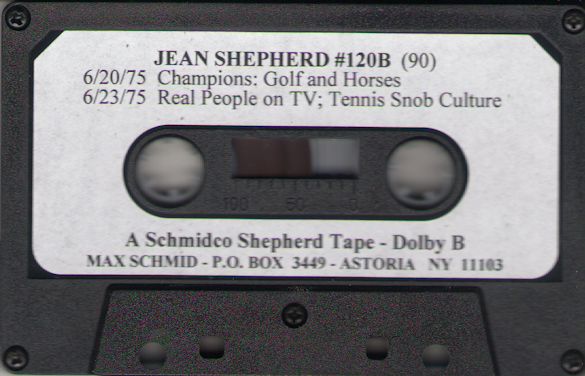 JEAN SHEPHERD #120B (90)
6/20/75 Champions: Golf and Horses
6/23/75 Real People on TV; Tennis Snob Culture
100 50 0
A Schmidco Shepherd Tape - Dolby B
MAX SCHMID - P.O. BOX 3449 - ASTORIA NY 11103